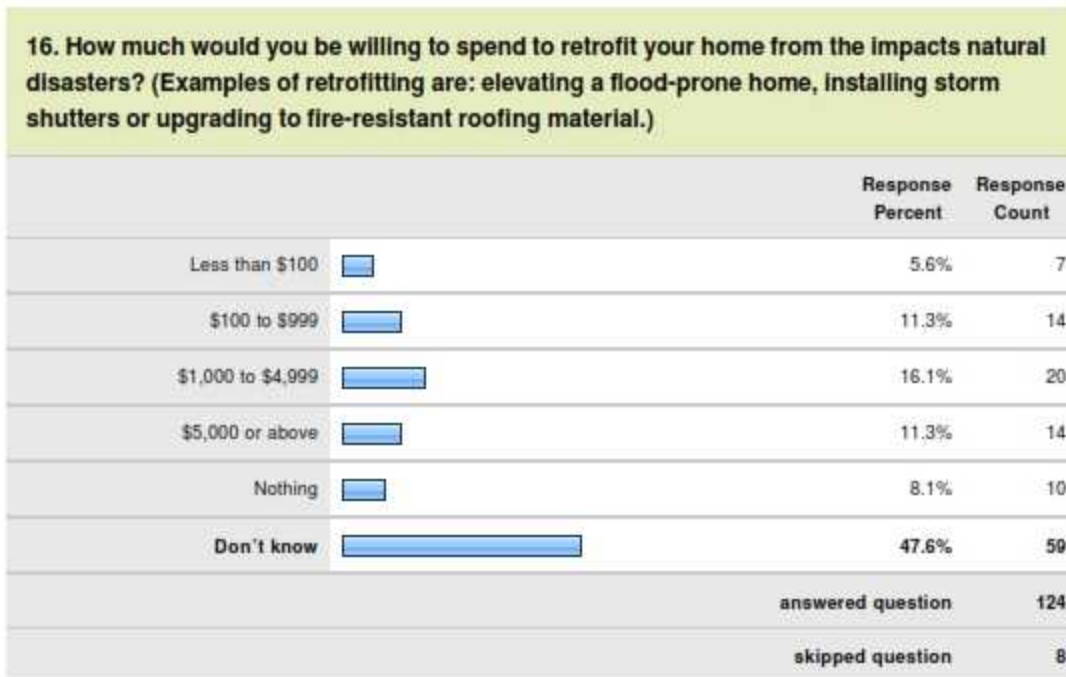 16. How much would you be willing to spend to retrofit your home from the impacts natural
disasters? (Examples of retrofitting are: elevating a flood-prone home, installing storm
shutters or upgrading to fire-resistant roofing material.)
Response Percent Response Count
Less than $100 5.6% 7
$100 to $999 11.3% 14
$1,000 to $4,999 16.1% 20
$5,000 or above 11.3% 14
Nothing 8.1% 10
Don't know 47.6% 59
answered question 124
skipped question 8